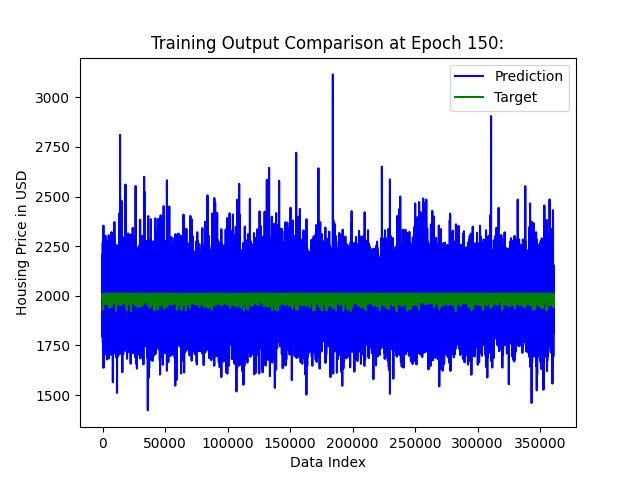 Training Output Comparison at Epoch 150:
Prediction
Target
Housing Price in USD
3000
2750
2500
2250
2000
1750
1500
0 50000 100000 150000 200000 250000 300000 350000
Data Index